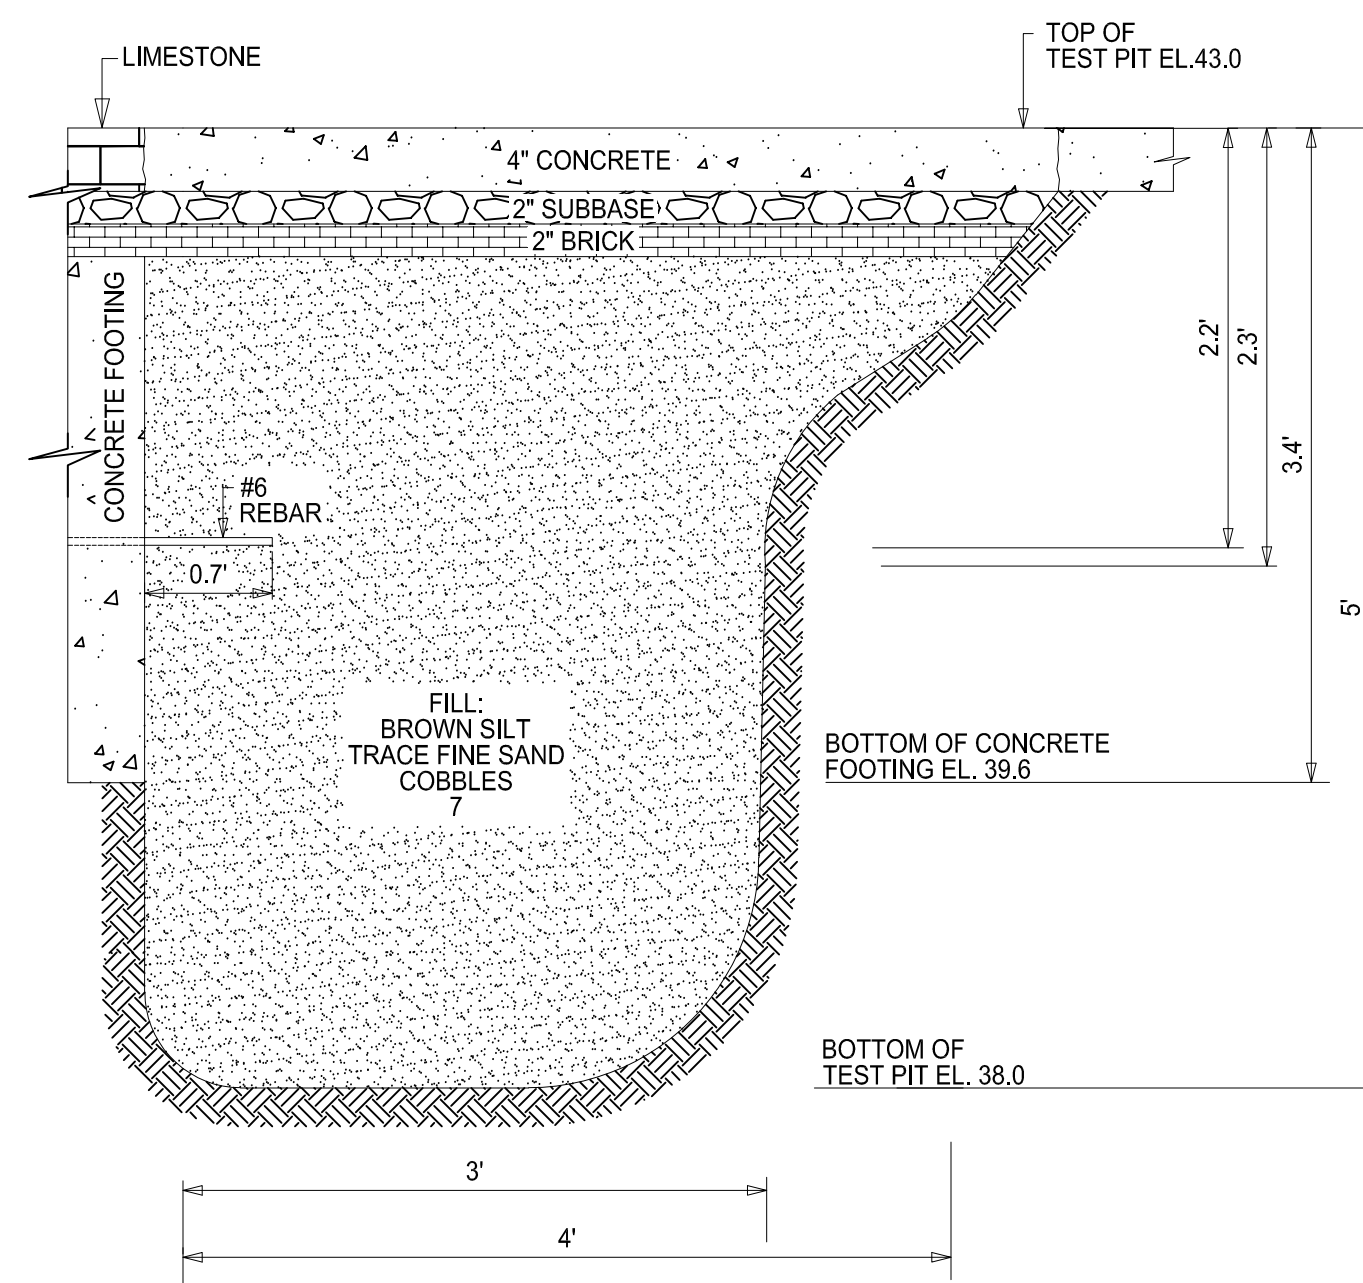 LIMESTONE
TOP OF
TEST PIT EL.43.0
4" CONCRETE
2" SUBBASE
2" BRICK
CONCRETE FOOTING
#6
REBAR
0.7'
2.2'
2.3'
3.4'
5'
FILL:
BROWN SILT
TRACE FINE SAND
COBBLES
7
BOTTOM OF CONCRETE
FOOTING EL. 39.6
BOTTOM OF
TEST PIT EL. 38.0
3'
4'